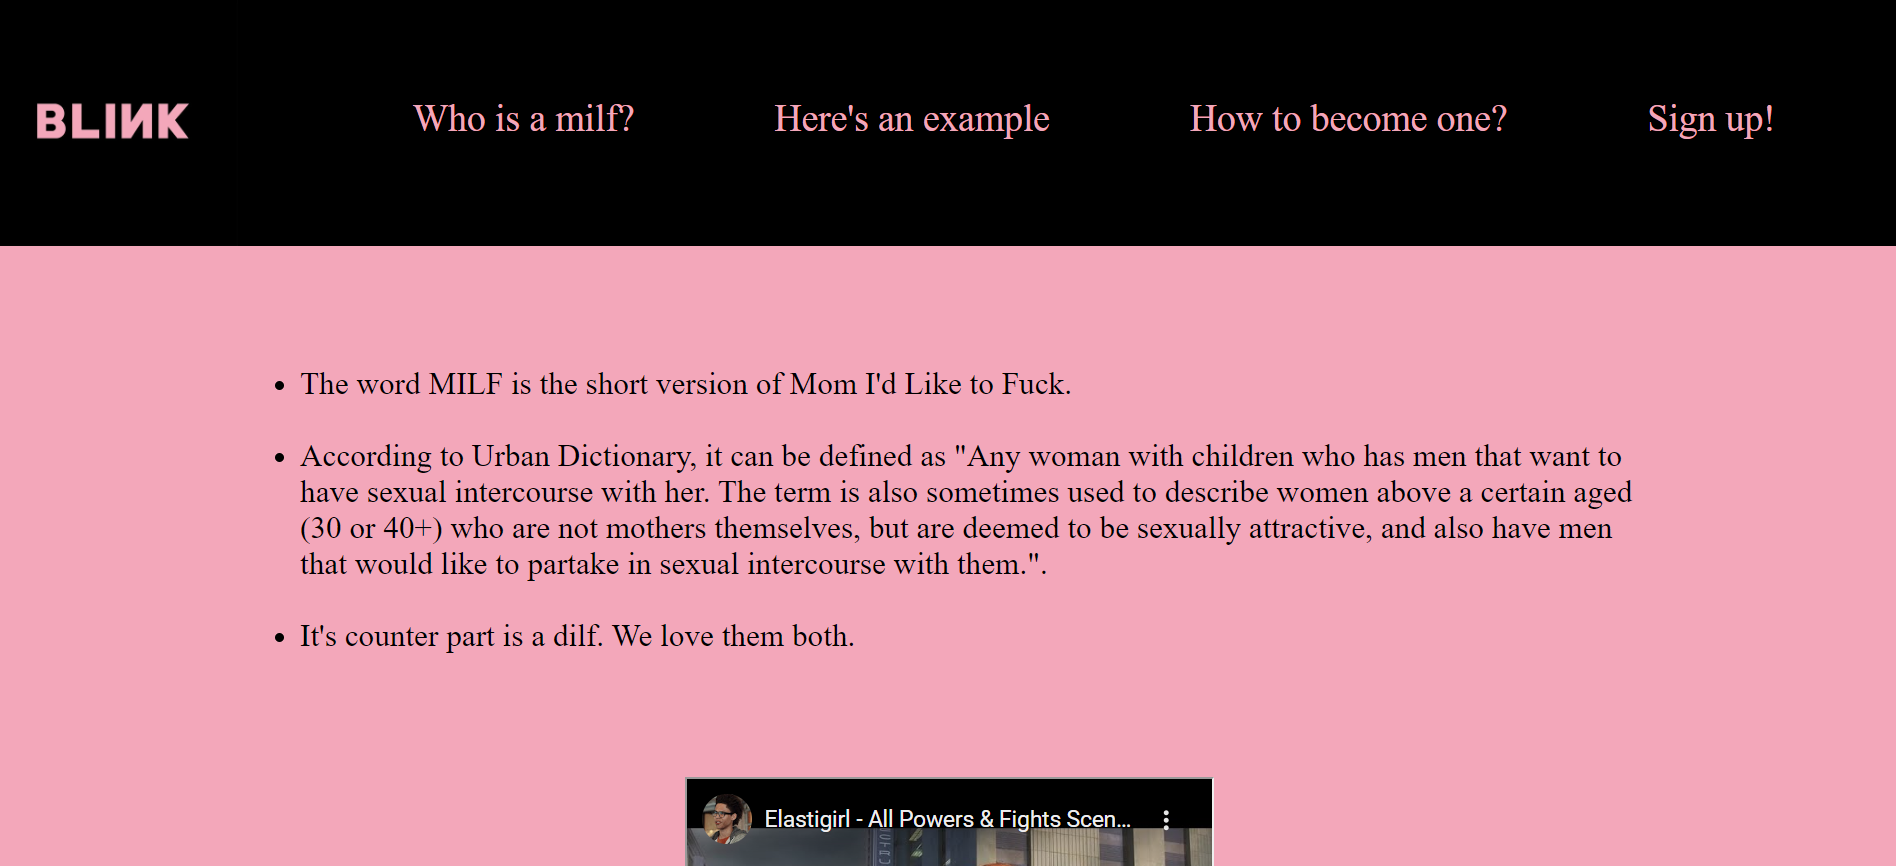 BLINK
Who is a milf?
Here's an example
How to become one?
Sign up!
The word MILF is the short version of Mom I'd Like to Fuck.
According to Urban Dictionary, it can be defined as "Any woman with children who has men that want to
have sexual intercourse with her. The term is also sometimes used to describe women above a certain aged
(30 or 40+) who are not mothers themselves, but are deemed to be sexually attractive, and also have men
that would like to partake in sexual intercourse with them.".
It's counter part is a dilf. We love them both.
Elastigirl - All Powers & Fights Scen...